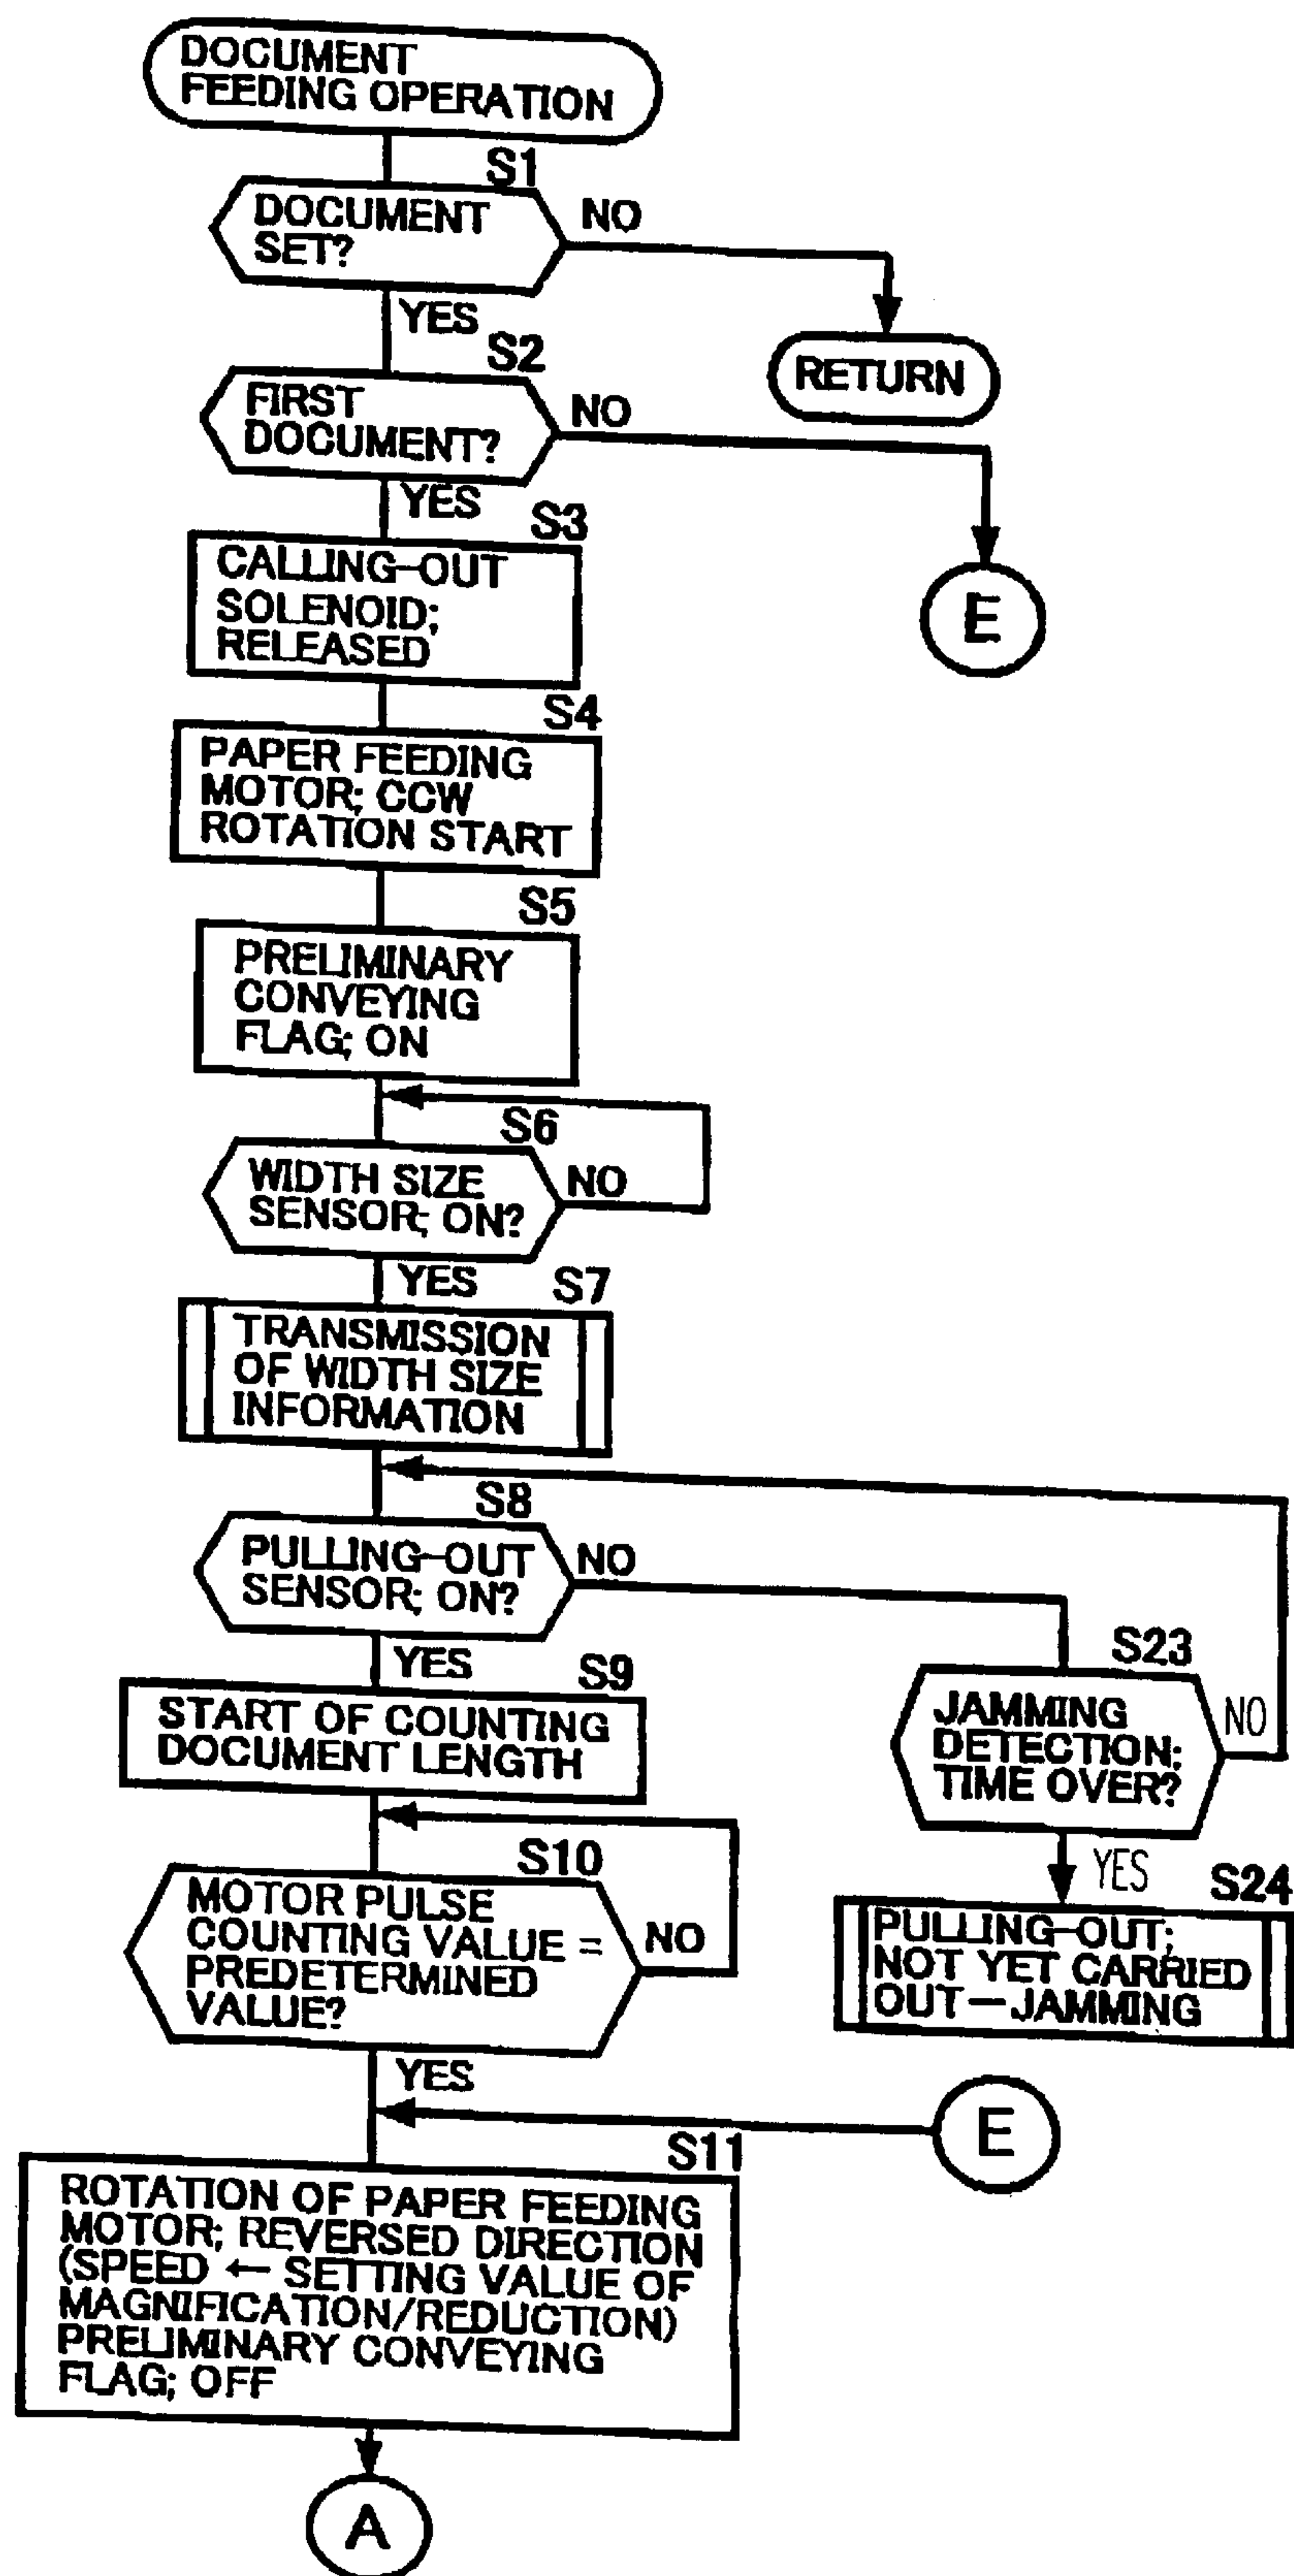 DOCUMENT
FEEDING OPERATION
S1
DOCUMENT
SET?
NO
YES
RETURN
S2
FIRST
DOCUMENT?
NO
YES
E
S3
CALLING-OUT
SOLENOID;
RELEASED
S4
PAPER FEEDING
MOTOR; CCW
ROTATION START
S5
PRELIMINARY
CONVEYING
FLAG; ON
S6
WIDTH SIZE
SENSOR; ON?
NO
YES
S7
TRANSMISSION
OF WIDTH SIZE
INFORMATION
S8
PULLING-OUT
SENSOR; ON?
NO
YES
S23
JAMMING
DETECTION;
TIME OVER?
NO
YES
S24
PULLING-OUT;
NOT YET CARRIED
OUT—JAMMING
S9
START OF COUNTING
DOCUMENT LENGTH
S10
MOTOR PULSE
COUNTING VALUE =
PREDETERMINED
VALUE?
NO
YES
E
S11
ROTATION OF PAPER FEEDING
MOTOR; REVERSED DIRECTION
(SPEED ← SETTING VALUE OF
MAGNIFICATION/REDUCTION)
PRELIMINARY CONVEYING
FLAG; OFF
A